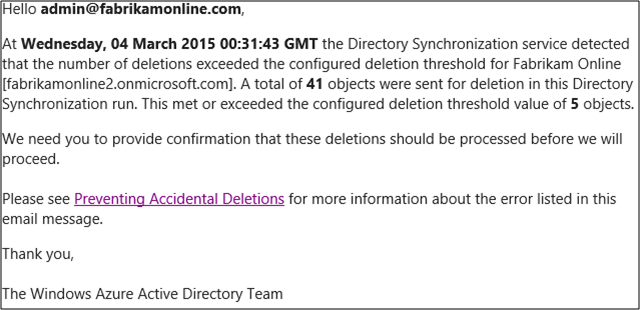 Hello admin@fabrikamonline.com,
At Wednesday, 04 March 2015 00:31:43 GMT the Directory Synchronization service detected
that the number of deletions exceeded the configured deletion threshold for Fabrikam Online
[fabrikamonline2.onmicrosoft.com]. A total of 41 objects were sent for deletion in this Directory
Synchronization run. This met or exceeded the configured deletion threshold value of 5 objects.
We need you to provide confirmation that these deletions should be processed before we will
proceed.
Please see Preventing Accidental Deletions for more information about the error listed in this
email message.
Thank you,
The Windows Azure Active Directory Team